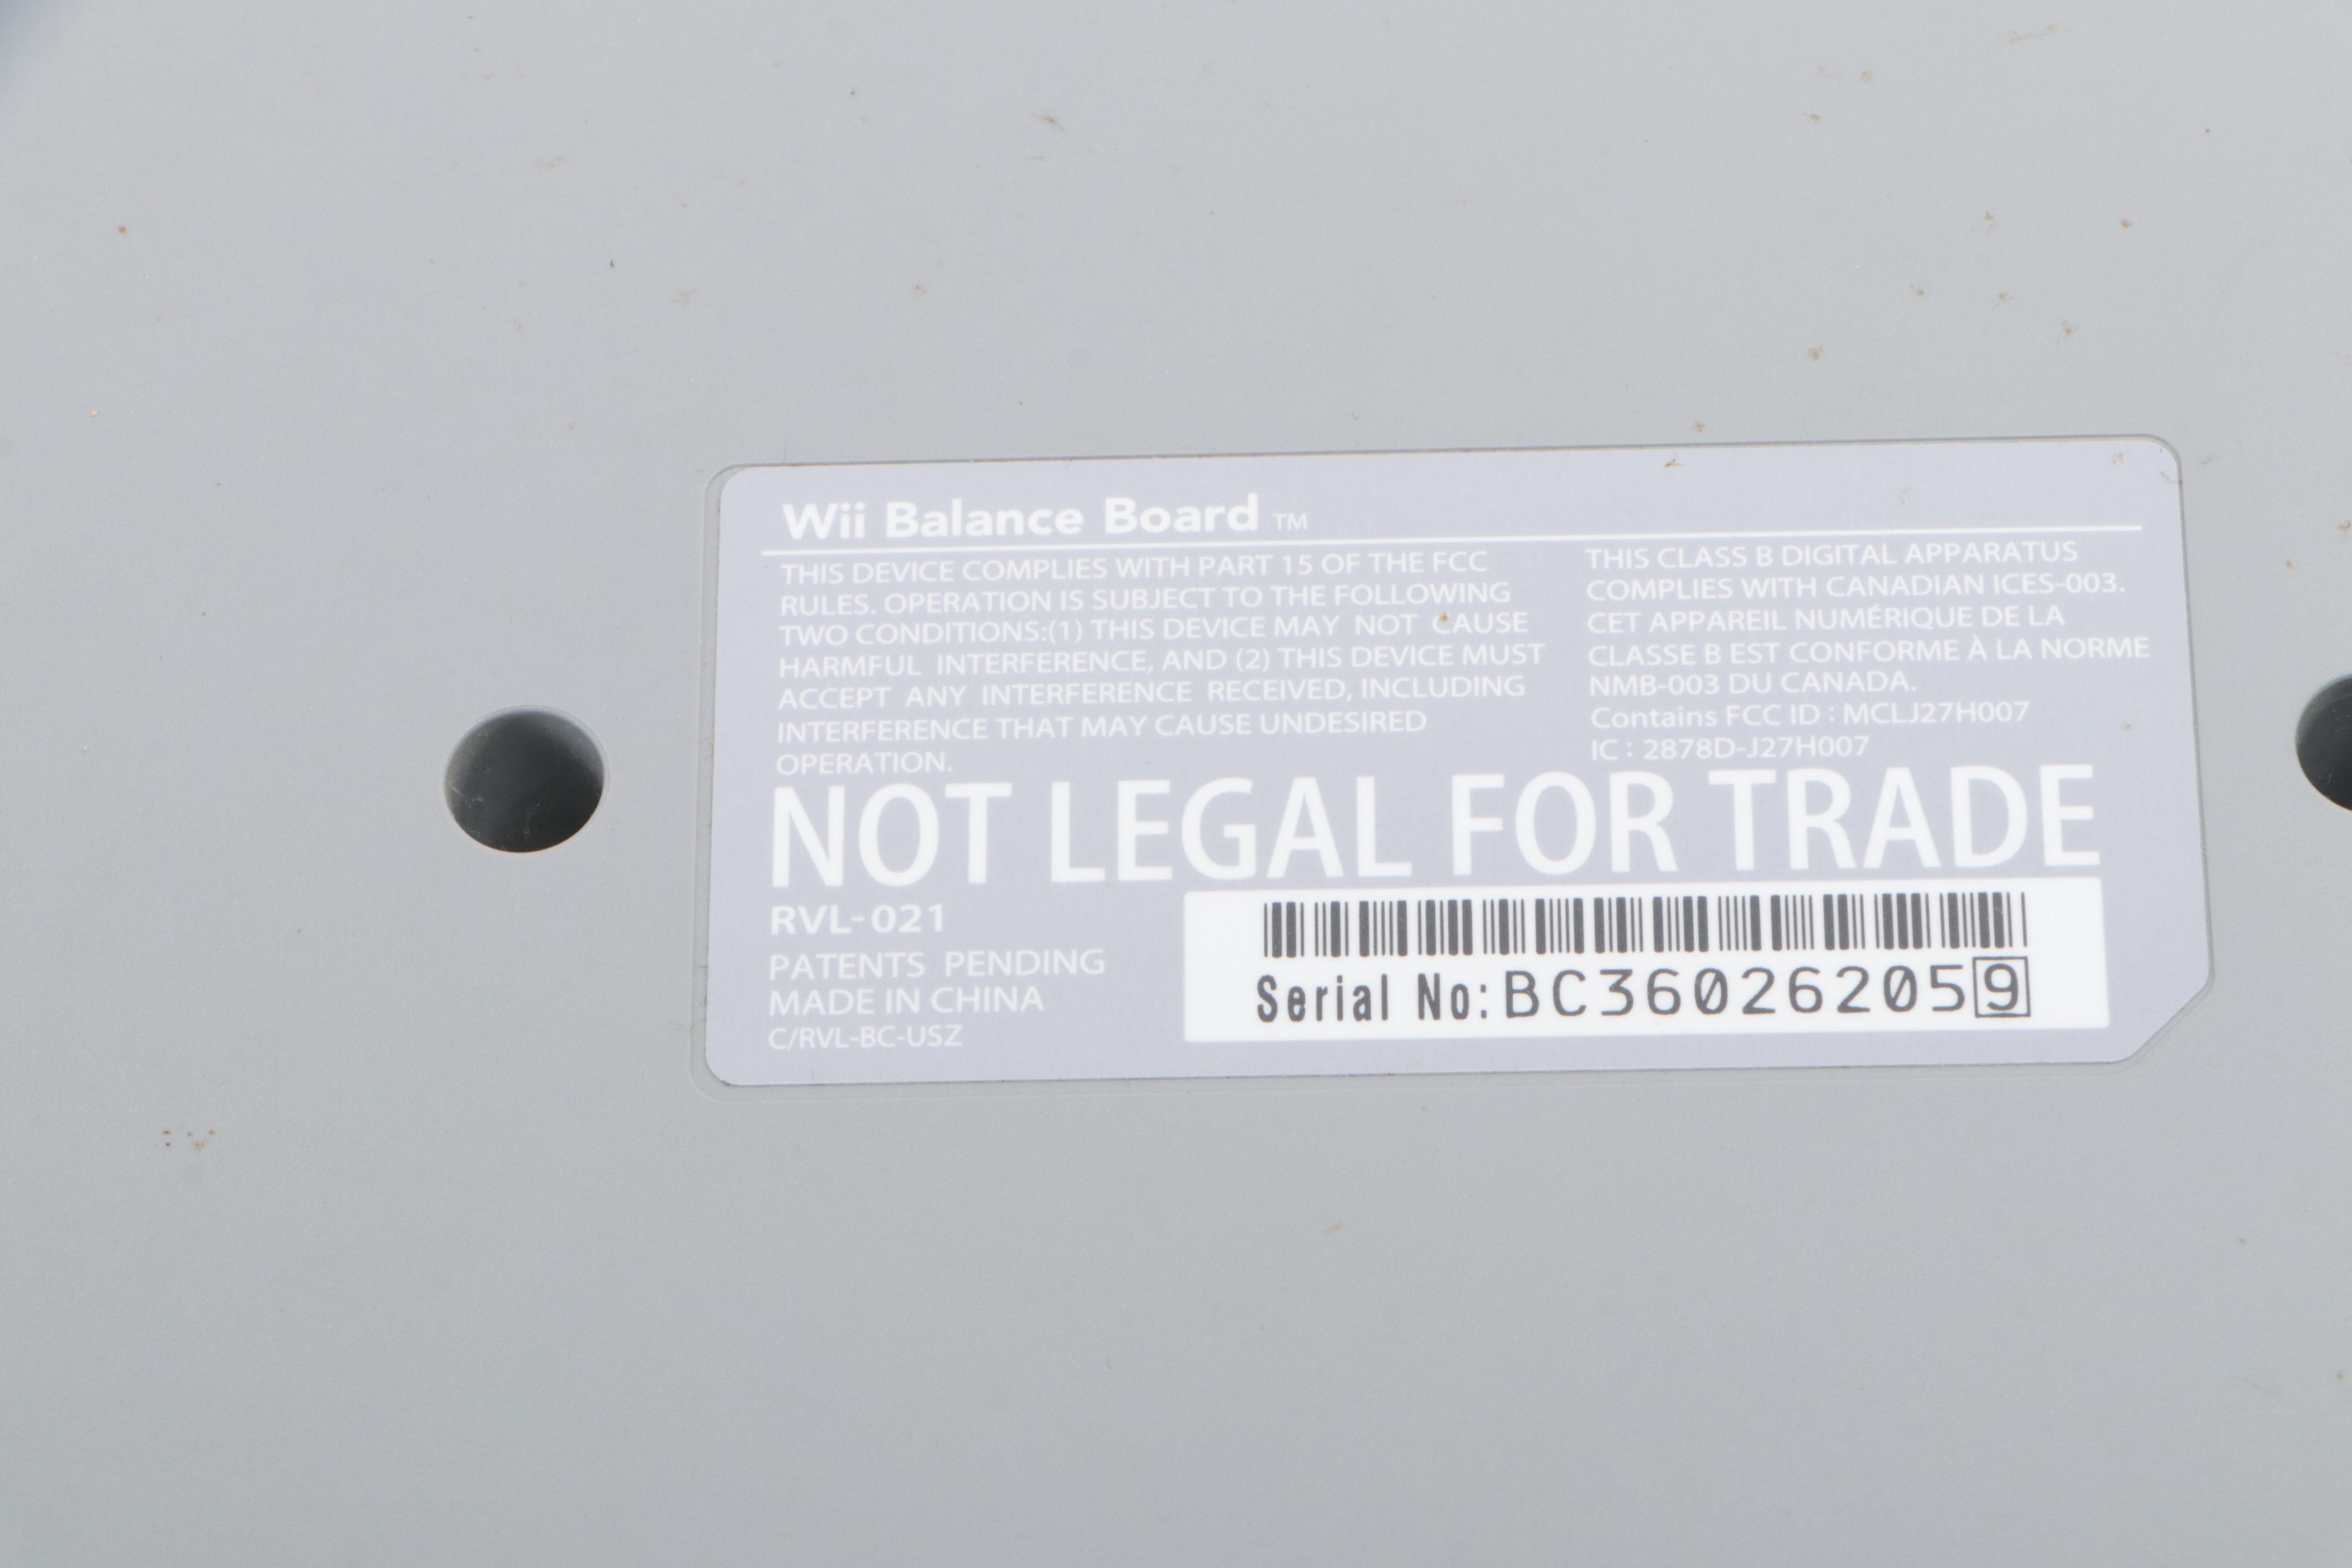 Wii Balance Board ™
THIS DEVICE COMPLIES WITH PART 15 OF THE FCC
RULES. OPERATION IS SUBJECT TO THE FOLLOWING
TWO CONDITIONS:(1) THIS DEVICE MAY NOT CAUSE
HARMFUL INTERFERENCE, AND (2) THIS DEVICE MUST
ACCEPT ANY INTERFERENCE RECEIVED, INCLUDING
INTERFERENCE THAT MAY CAUSE UNDESIRED
OPERATION.
THIS CLASS B DIGITAL APPARATUS
COMPLIES WITH CANADIAN ICES-003.
CET APPAREIL NUMÉRIQUE DE LA
CLASSE B EST CONFORME À LA NORME
NMB-003 DU CANADA.
Contains FCC ID : MCLJ27H007
IC : 2878D-J27H007
NOT LEGAL FOR TRADE
RVL-021
PATENTS PENDING
MADE IN CHINA
C/RVL-BC-USZ
Serial No:BC360262059